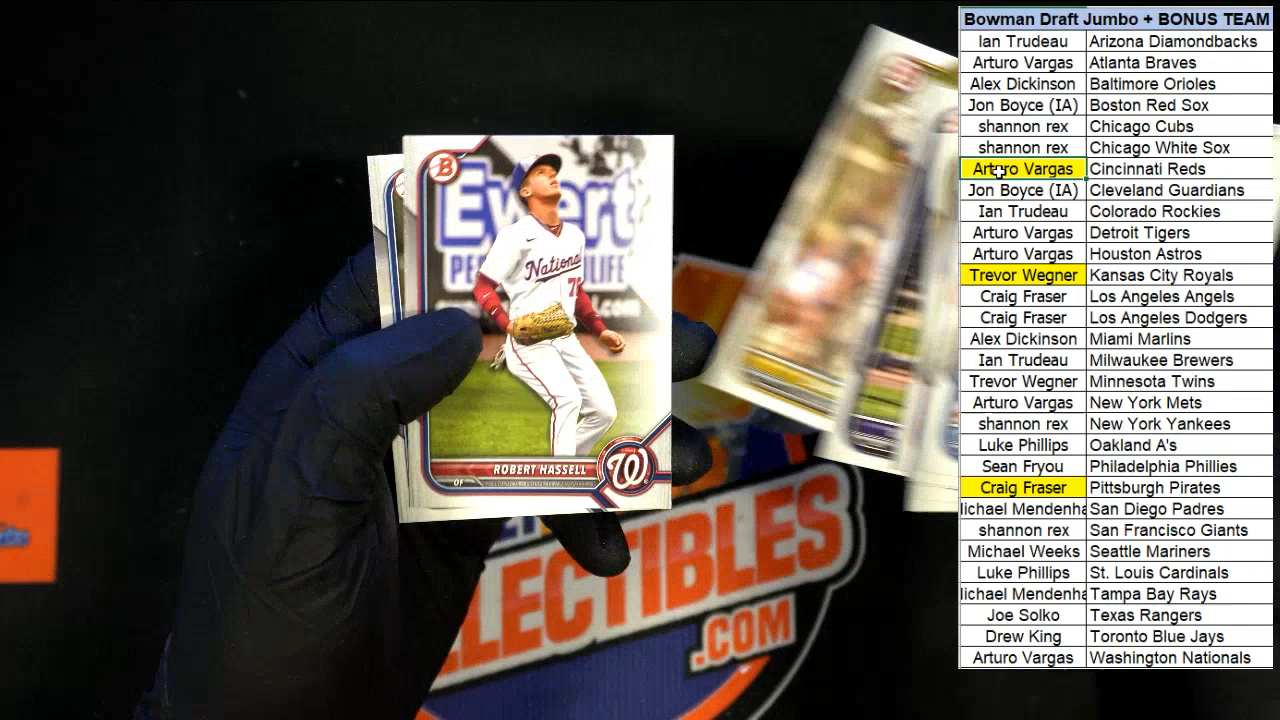 Bowman Draft Jumbo + BONUS TEAM
Ian Trudeau Arizona Diamondbacks
Arturo Vargas Atlanta Braves
Alex Dickinson Baltimore Orioles
Jon Boyce (IA) Boston Red Sox
shannon rex Chicago Cubs
shannon rex Chicago White Sox
Arturo Vargas Cincinnati Reds
Jon Boyce (IA) Cleveland Guardians
Ian Trudeau Colorado Rockies
Arturo Vargas Detroit Tigers
Arturo Vargas Houston Astros
Trevor Wegner Kansas City Royals
Craig Fraser Los Angeles Angels
Craig Fraser Los Angeles Dodgers
Alex Dickinson Miami Marlins
Ian Trudeau Milwaukee Brewers
Trevor Wegner Minnesota Twins
Arturo Vargas New York Mets
shannon rex New York Yankees
Luke Phillips Oakland A's
Sean Fryou Philadelphia Phillies
Craig Fraser Pittsburgh Pirates
lichael Mendenha San Diego Padres
shannon rex San Francisco Giants
Michael Weeks Seattle Mariners
Luke Phillips St. Louis Cardinals
lichael Mendenha Tampa Bay Rays
Joe Solko Texas Rangers
Drew King Toronto Blue Jays
Arturo Vargas Washington Nationals
B
National
ROBERT HASSELL
OF
W
LECTIBLES
.COM